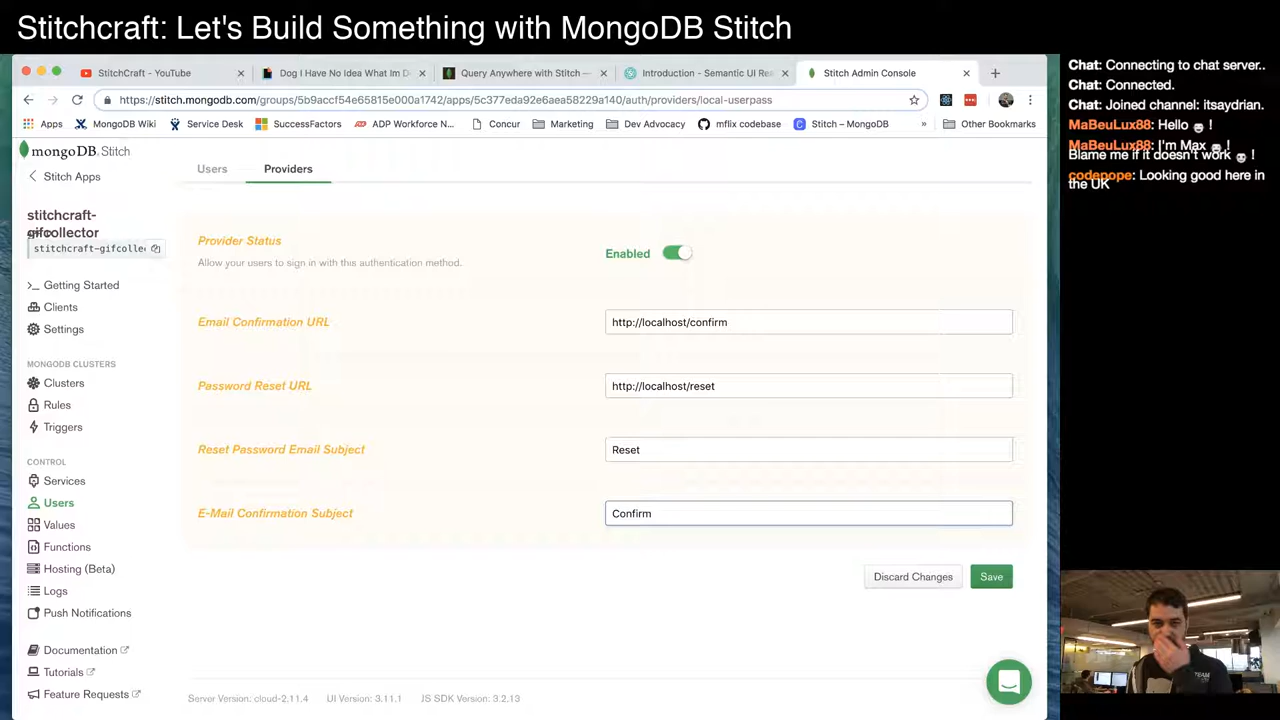 Stitchcraft: Let's Build Something with MongoDB Stitch
StitchCraft - YouTube
Dog I Have No Idea What Im D
Query Anywhere with Stitch —
Introduction - Semantic UI Rea
Stitch Admin Console
https://stitch.mongodb.com/groups/5b9accf54e65815e000a1742/apps/5c377eda92e6aea58229a140/auth/providers/local-userpass
Apps
MongoDB Wiki
Service Desk
SuccessFactors
ADP Workforce N...
Concur
Marketing
Dev Advocacy
mflix codebase
Stitch – MongoDB
»
Other Bookmarks
mongoDB. Stitch
Stitch Apps
stitchcraft-
gifcollector
stitchcraft-gifcolle
Getting Started
Clients
Settings
MONGODB CLUSTERS
Clusters
Rules
Triggers
CONTROL
Services
Users
Values
Functions
Hosting (Beta)
Logs
Push Notifications
Documentation
Tutorials
Feature Requests
Users
Providers
Provider Status
Allow your users to sign in with this authentication method.
Enabled
Email Confirmation URL
http://localhost/confirm
Password Reset URL
http://localhost/reset
Reset Password Email Subject
Reset
E-Mail Confirmation Subject
Confirm
Discard Changes
Save
Server Version: cloud-2.11.4
UI Version: 3.11.1
JS SDK Version: 3.2.13
Chat: Connecting to chat server..
Chat: Connected.
Chat: Joined channel: itsaydrian.
MaBeuLux88: Hello !
MaBeuLux88: I'm Max !
Blame me if it doesn't work !
codepope: Looking good here in
the UK
TEAM